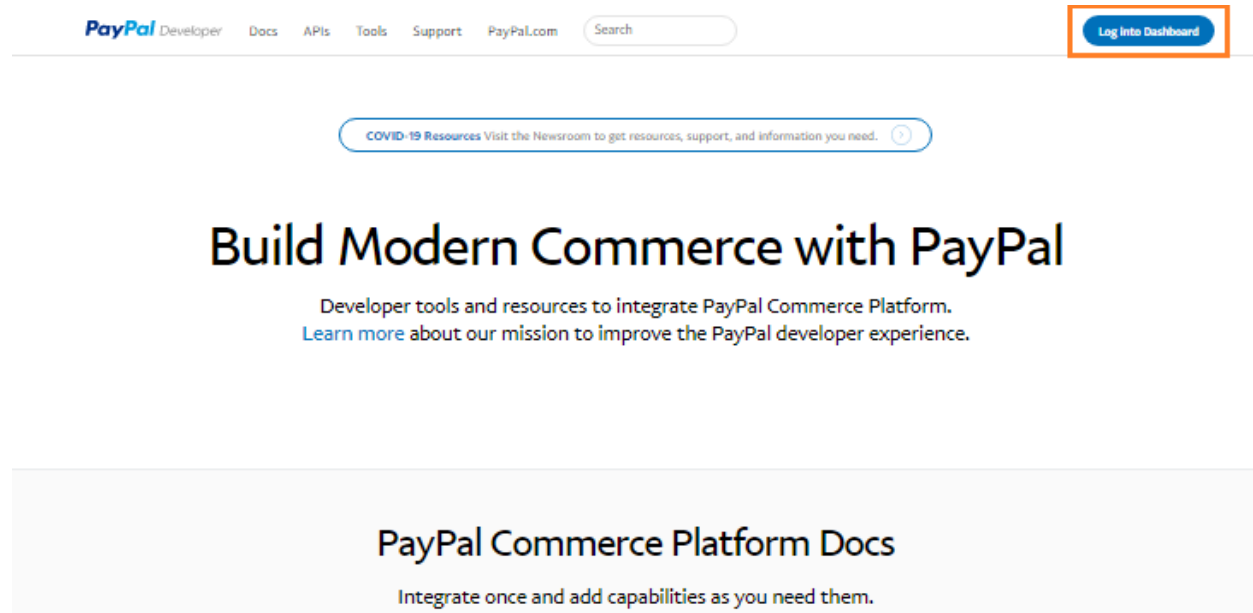 PayPal Developer Docs APIs Tools Support PayPal.com Search Log into Dashboard
COVID-19 Resources Visit the Newsroom to get resources, support, and information you need.
Build Modern Commerce with PayPal
Developer tools and resources to integrate PayPal Commerce Platform.
Learn more about our mission to improve the PayPal developer experience.
PayPal Commerce Platform Docs
Integrate once and add capabilities as you need them.